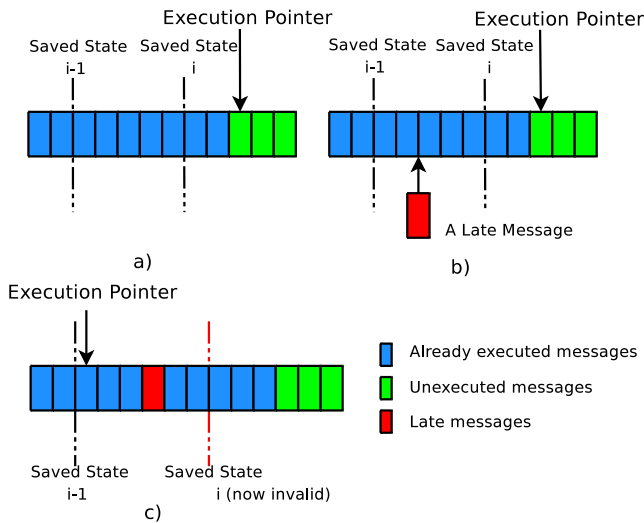 Execution Pointer
Saved State
i-1
Saved State
i
a)
Execution Pointer
Saved State
i-1
Saved State
i
A Late Message
b)
Execution Pointer
Saved State
i-1
Saved State
i (now invalid)
c)
Already executed messages
Unexecuted messages
Late messages